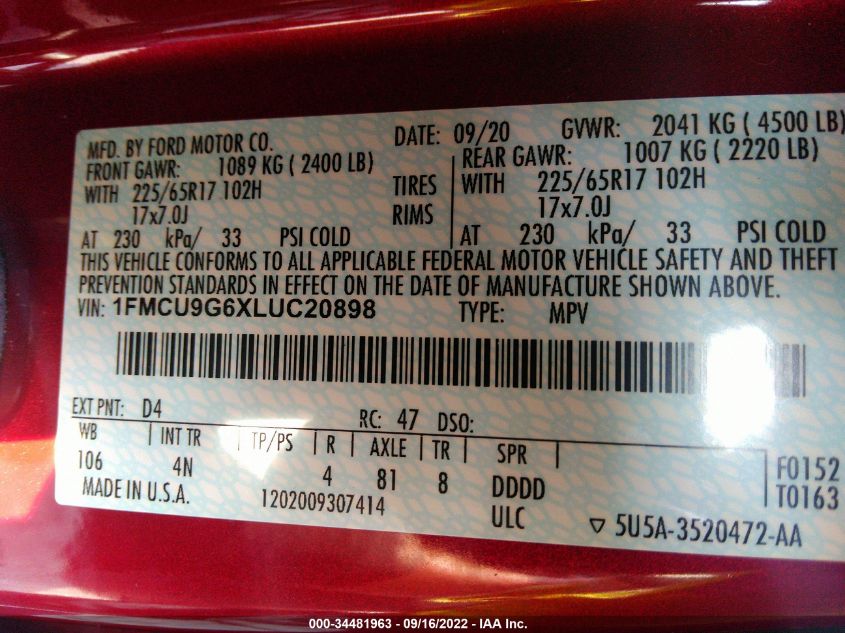 MFD. BY FORD MOTOR CO. DATE: 09/20 GVWR: 2041 KG ( 4500 LB)
FRONT GAWR: 1089 KG ( 2400 LB) REAR GAWR: 1007 KG ( 2220 LB)
WITH 225/65R17 102H TIRES WITH 225/65R17 102H
17x7.0J RIMS 17x7.0J
AT 230 kPa/ 33 PSI COLD AT 230 kPa/ 33 PSI COLD
THIS VEHICLE CONFORMS TO ALL APPLICABLE FEDERAL MOTOR VEHICLE SAFETY AND THEFT
PREVENTION STANDARDS IN EFFECT ON THE DATE OF MANUFACTURE SHOWN ABOVE.
VIN: 1FMCU9G6XLUC20898 TYPE: MPV
EXT PNT: D4 RC: 47 DSO:
WB INT TR TP/PS R AXLE TR SPR
106 4N 4 81 8 DDDD F0152
MADE IN U.S.A. 1202009307414 ULC T0163
▽ 5U5A-3520472-AA
000-34481963 - 09/16/2022 - IAA Inc.